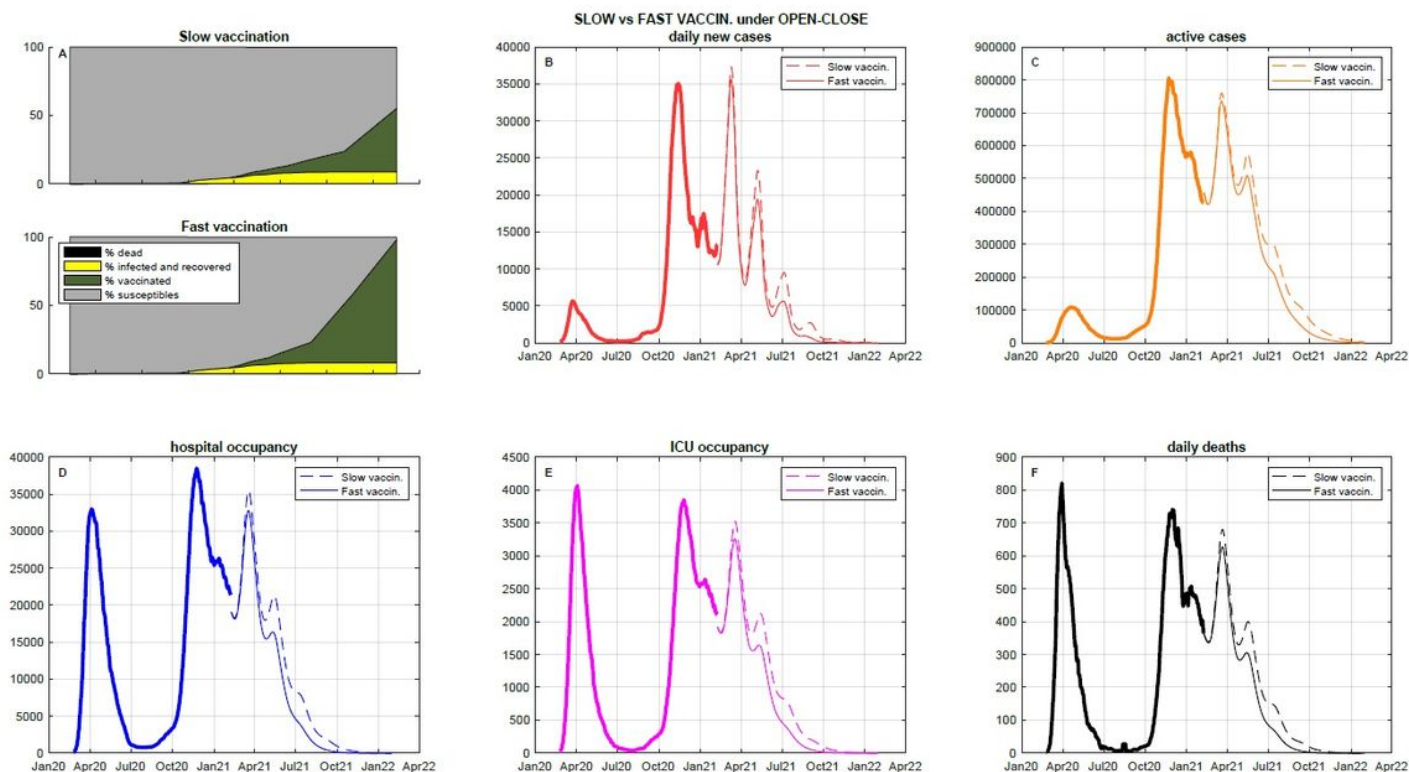 SLOW vs FAST VACCIN. under OPEN-CLOSE
Slow vaccination
A
100
50
0
Fast vaccination
100
50
0
% dead
% infected and recovered
% vaccinated
% susceptibles
daily new cases
B
Slow vaccin.
Fast vaccin.
40000
35000
30000
25000
20000
15000
10000
5000
0
Jan20 Apr20 Jul20 Oct20 Jan21 Apr21 Jul21 Oct21 Jan22 Apr22
active cases
C
Slow vaccin.
Fast vaccin.
900000
800000
700000
600000
500000
400000
300000
200000
100000
0
Jan20 Apr20 Jul20 Oct20 Jan21 Apr21 Jul21 Oct21 Jan22 Apr22
hospital occupancy
D
Slow vaccin.
Fast vaccin.
40000
35000
30000
25000
20000
15000
10000
5000
0
Jan20 Apr20 Jul20 Oct20 Jan21 Apr21 Jul21 Oct21 Jan22 Apr22
ICU occupancy
E
Slow vaccin.
Fast vaccin.
4500
4000
3500
3000
2500
2000
1500
1000
500
0
Jan20 Apr20 Jul20 Oct20 Jan21 Apr21 Jul21 Oct21 Jan22 Apr22
daily deaths
F
Slow vaccin.
Fast vaccin.
900
800
700
600
500
400
300
200
100
0
Jan20 Apr20 Jul20 Oct20 Jan21 Apr21 Jul21 Oct21 Jan22 Apr22